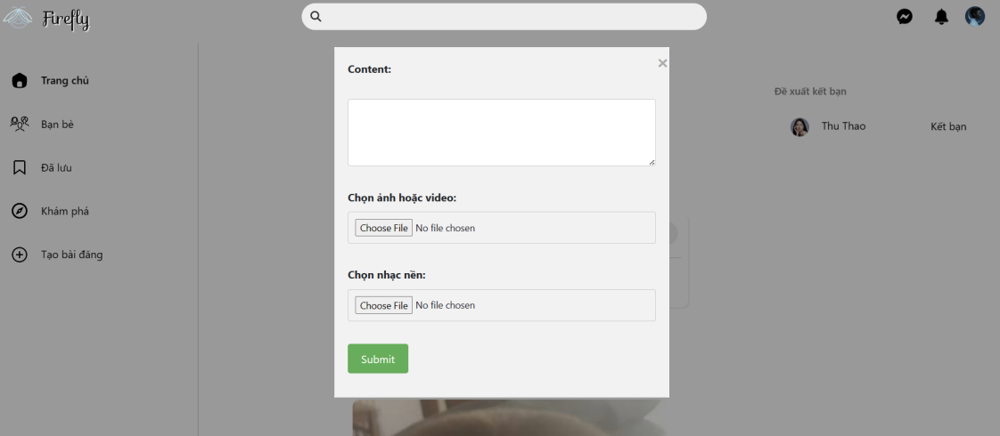 Firefly
Trang chủ
Bạn bè
Đã lưu
Khám phá
Tạo bài đăng
Content:
×
Chọn ảnh hoặc video:
Choose File No file chosen
Chọn nhạc nền:
Choose File No file chosen
Submit
Đề xuất kết bạn
Thu Thao
Kết bạn